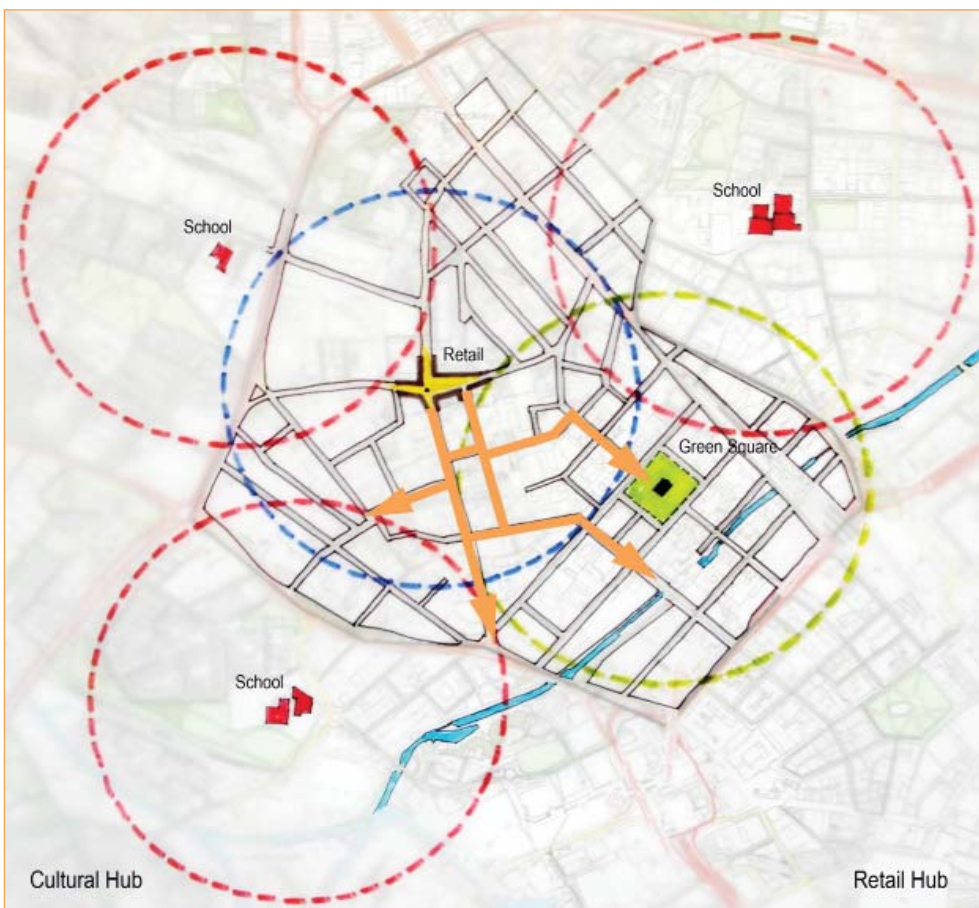 School
School
Retail
Green Square
School
Cultural Hub
Retail Hub